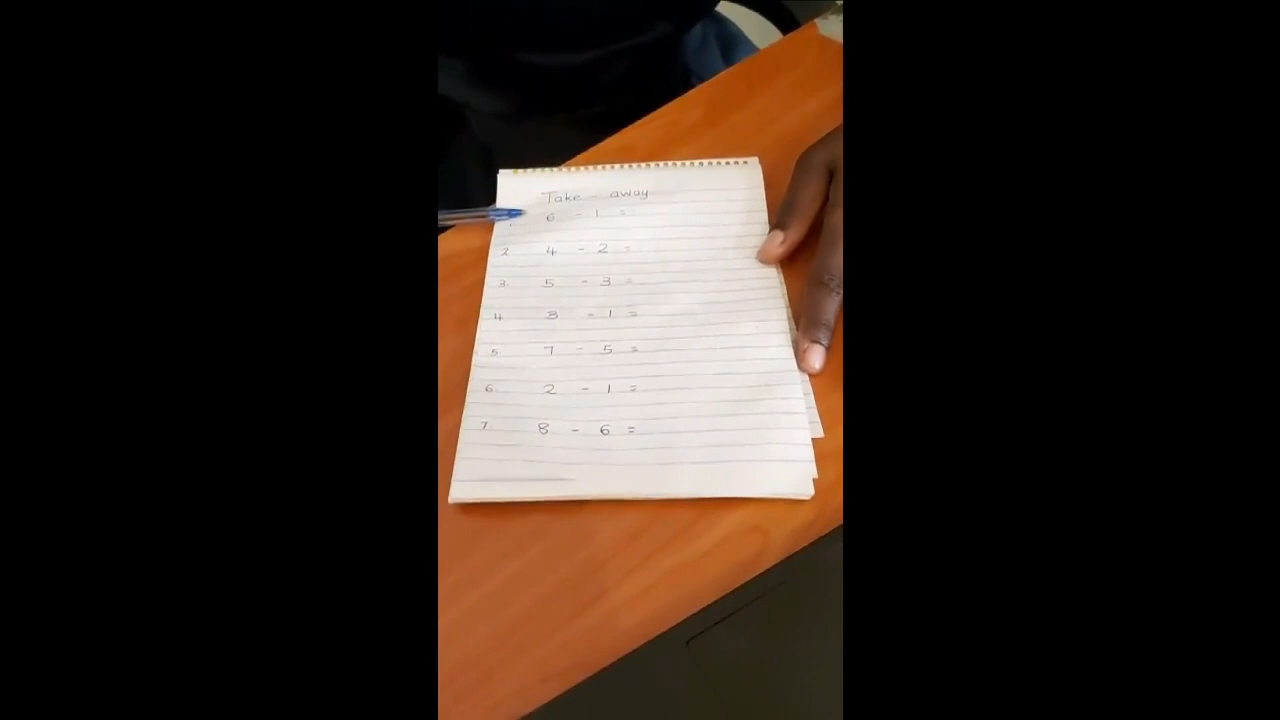 Take - away
1. 6 - 1 =
2. 4 - 2 =
3. 5 - 3 =
4. 3 - 1 =
5. 7 - 5 =
6. 2 - 1 =
7. 8 - 6 =